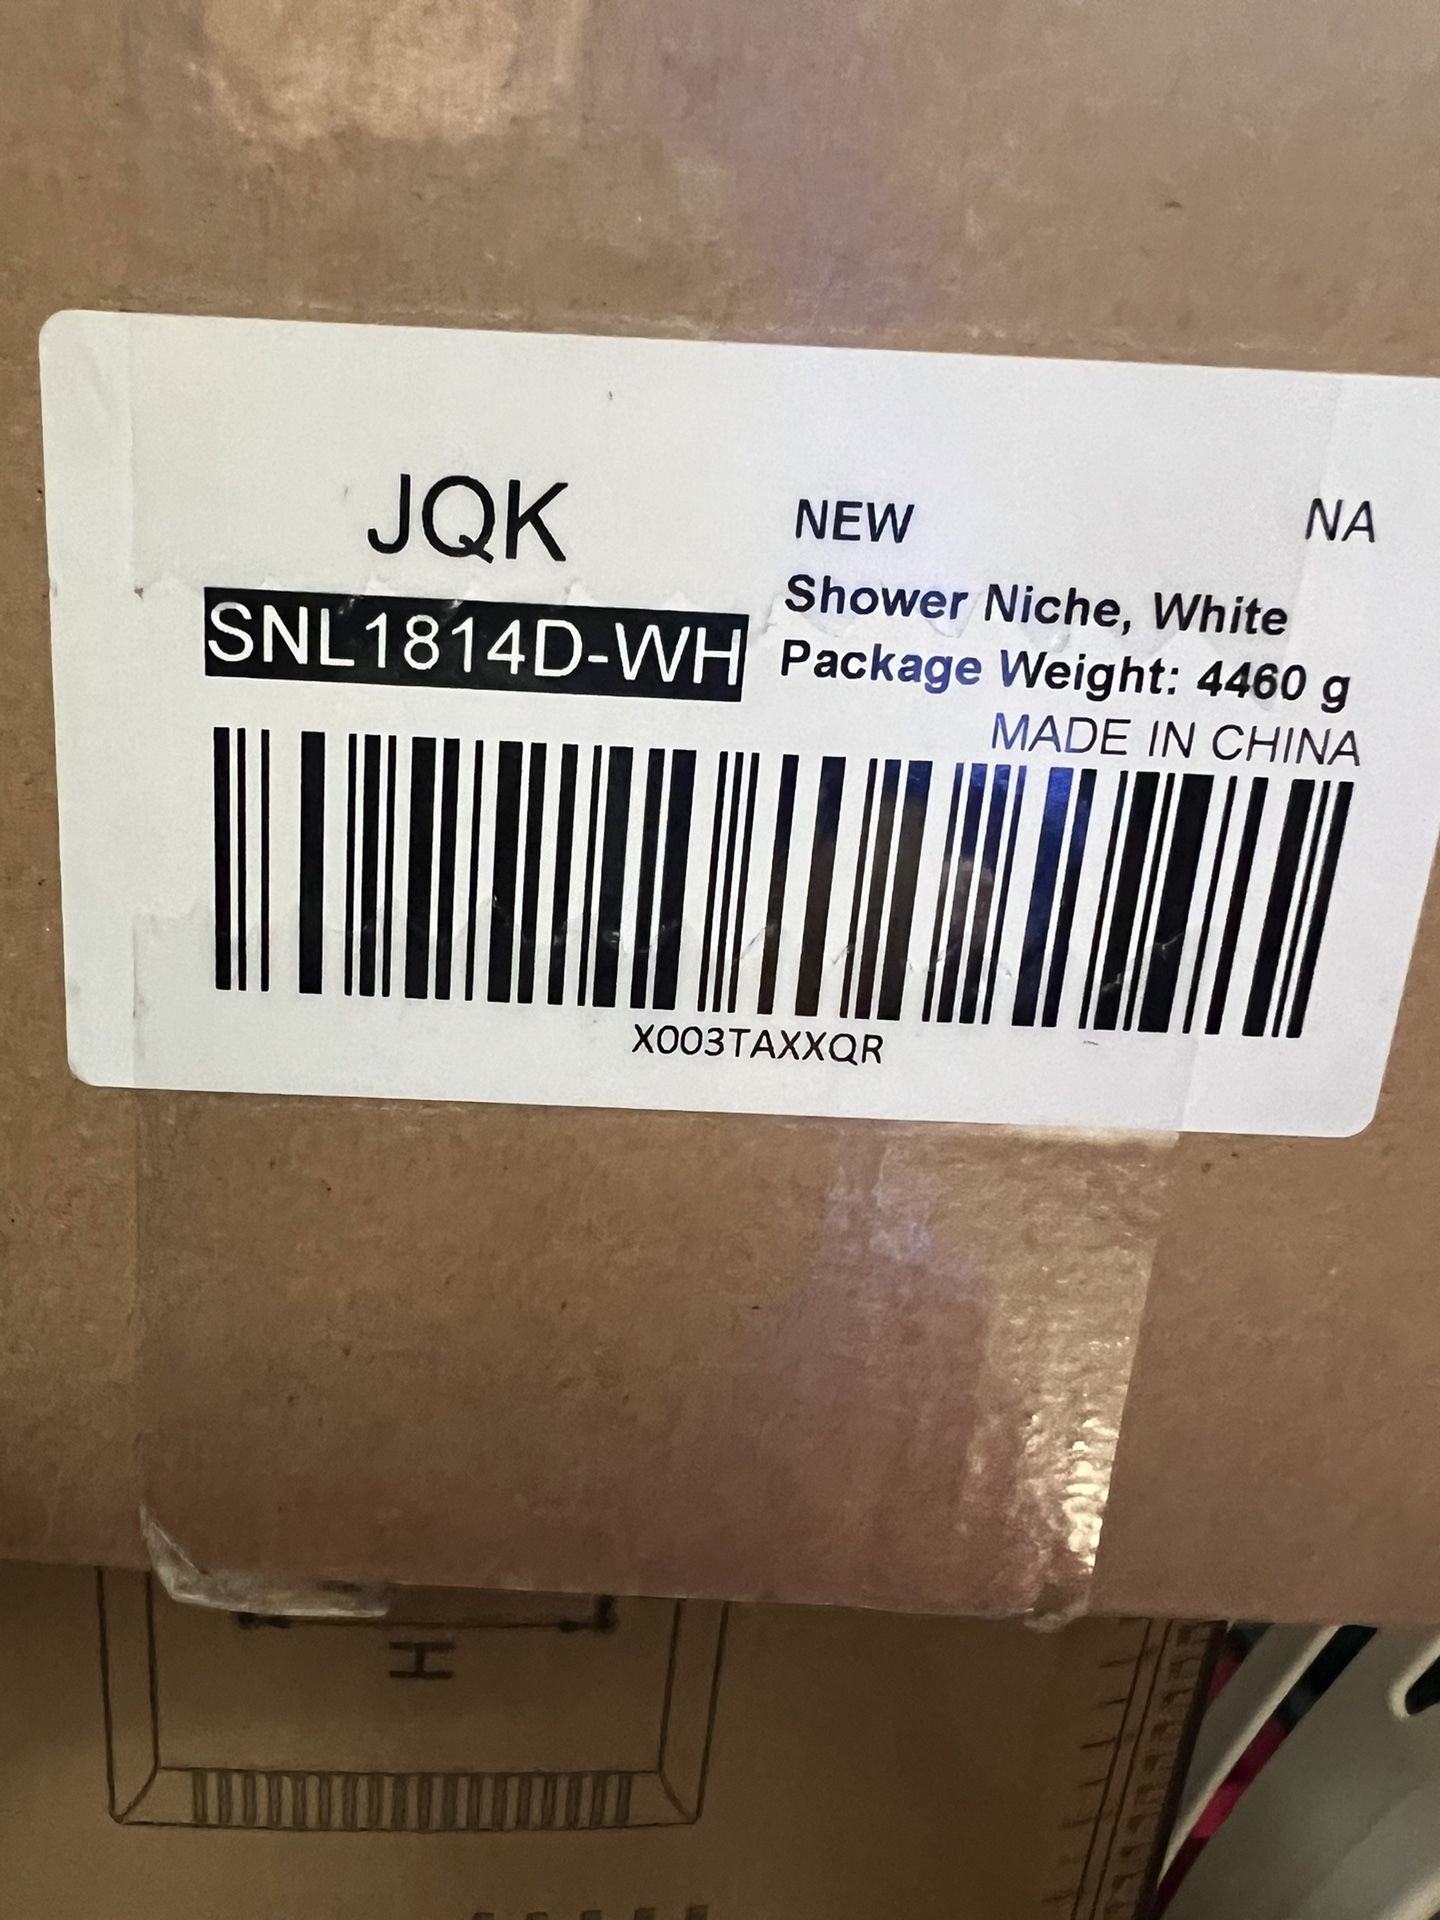 JQK
SNL1814D-WH
NEW
NA
Shower Niche, White
Package Weight: 4460 g
MADE IN CHINA
X003TAXXQR
H